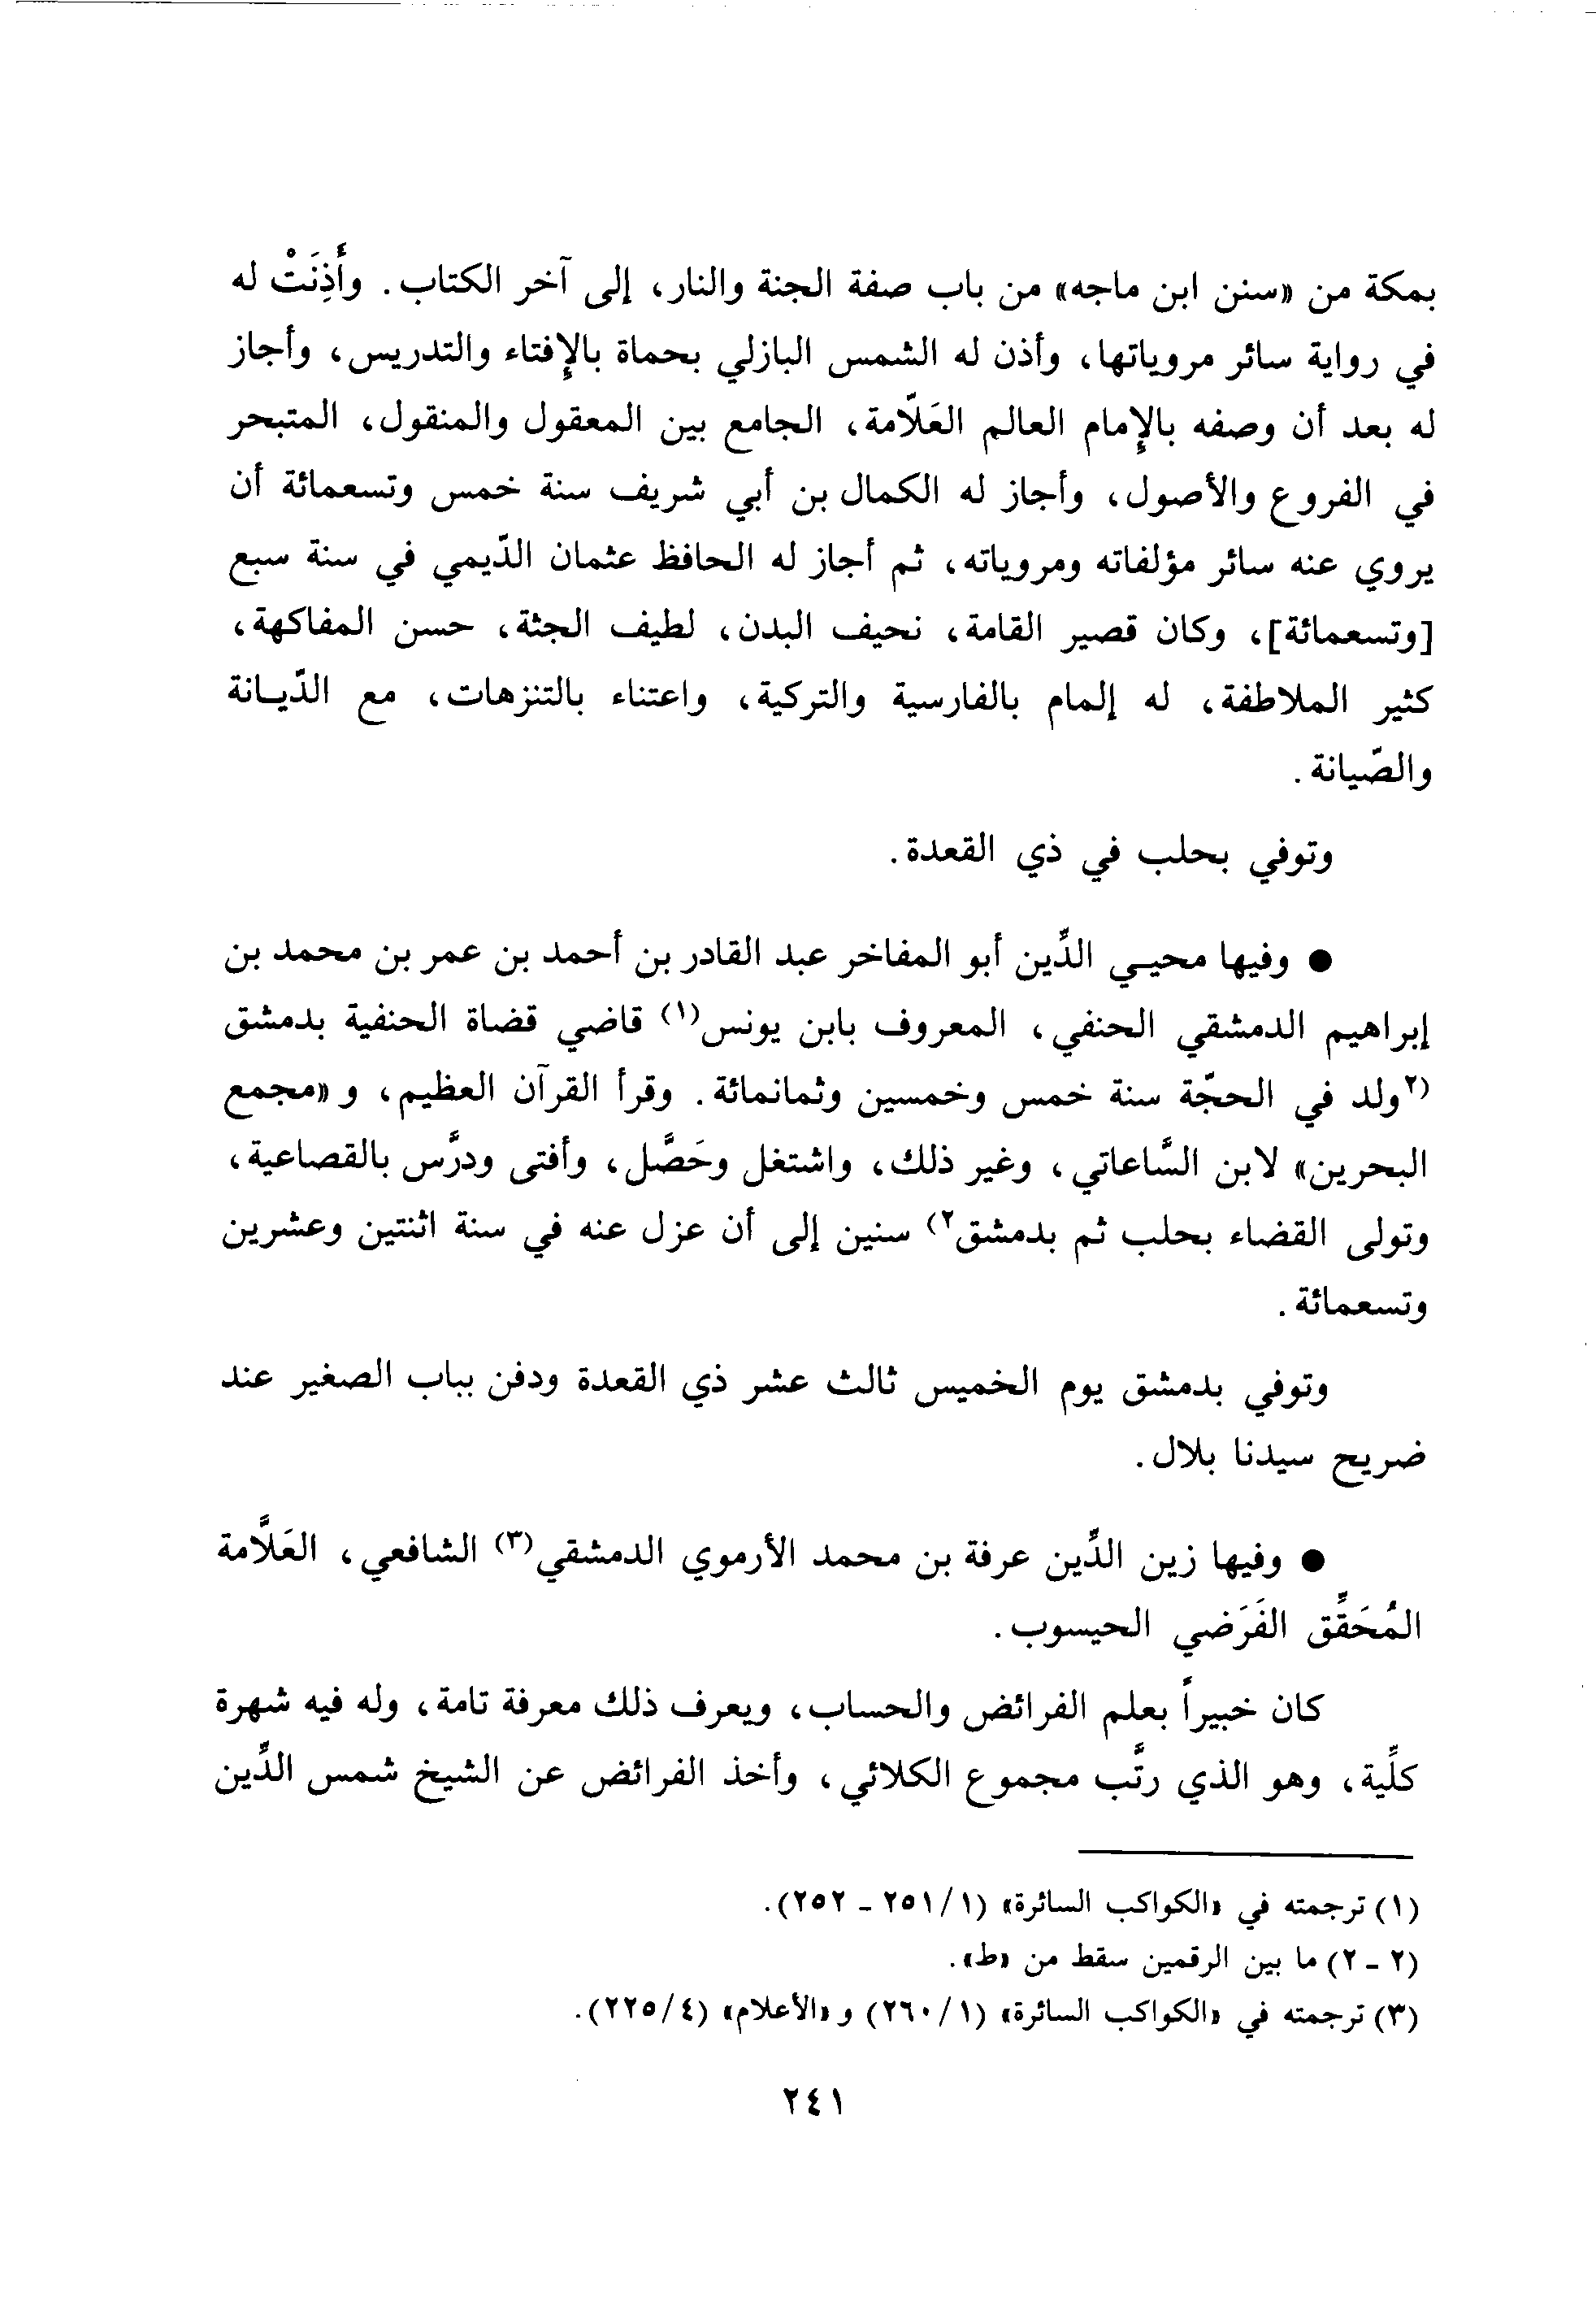 بمكة من «سنن ابن ماجه» من باب صفة الجنة والنار، إلى آخر الكتاب. وأَذِنَتْ له
في رواية سائر مروياتها، وأذن له الشمس البازلي بحماة بالإِفتاء والتدريس، وأجاز
له بعد أن وصفه بالإِمام العالم العَلّامة، الجامع بين المعقول والمنقول، المتبحر
في الفروع والأصول، وأجاز له الكمال بن أبي شريف سنة خمس وتسعمائة أن
يروي عنه سائر مؤلفاته ومروياته، ثم أجاز له الحافظ عثمان الدّيمي في سنة سبع
[وتسعمائة]، وكان قصير القامة، نحيف البدن، لطيف الجثة، حسن المفاكهة،
كثير الملاطفة، له إلمام بالفارسية والتركية، واعتناء بالتنزهات، مع الدّيـانة
والصّيانة.
وتوفي بحلب في ذي القعدة.
● وفيها محيـي الدِّين أبو المفاخر عبد القادر بن أحمد بن عمر بن محمد بن
إبراهيم الدمشقي الحنفي، المعروف بابن يونس(١) قاضي قضاة الحنفية بدمشق
(٢ولد في الحجّة سنة خمس وخمسين وثمانمائة. وقرأ القرآن العظيم، و «مجمع
البحرين» لابن السَّاعاتي، وغير ذلك، واشتغل وحَصَّل، وأفتى ودرَّس بالقصاعية،
وتولى القضاء بحلب ثم بدمشق٢) سنين إلى أن عزل عنه في سنة اثنتين وعشرين
وتسعمائة.
وتوفي بدمشق يوم الخميس ثالث عشر ذي القعدة ودفن بباب الصغير عند
ضريح سيدنا بلال.
● وفيها زين الدِّين عرفة بن محمد الأرموي الدمشقي(٣) الشافعي، العَلاَّمة
المُحَقِّق الفَرَضي الحيسوب.
كان خبيراً بعلم الفرائض والحساب، ويعرف ذلك معرفة تامة، وله فيه شهرة
كلِّية، وهو الذي رتَّب مجموع الكلائي، وأخذ الفرائض عن الشيخ شمس الدِّين
(١) ترجمته في «الكواكب السائرة» (١/ ٢٥١ ـ ٢٥٢).
(٢ ـ ٢) ما بين الرقمين سقط من «ط».
(٣) ترجمته في «الكواكب السائرة» (١/ ٢٦٠) و «الأعلام» (٤/ ٢٢٥).
٢٤١